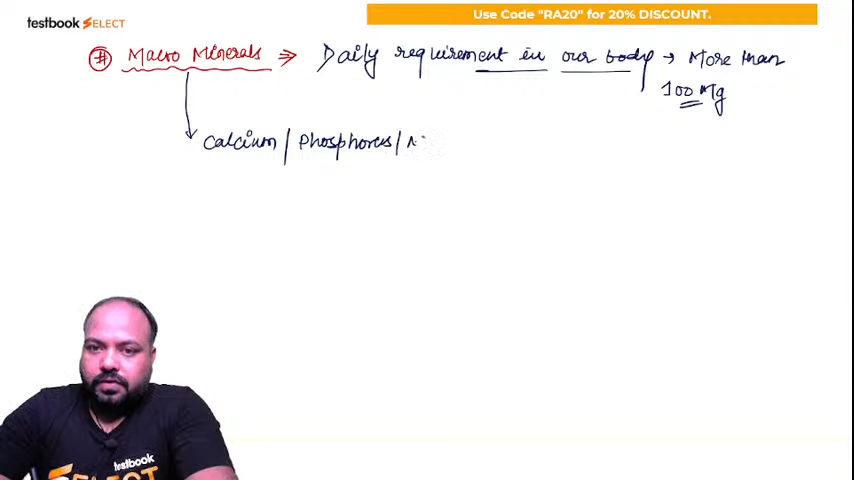 testbook SELECT
Use Code "RA20" for 20% DISCOUNT.
# Macro Minerals ⇒ Daily requirement in our body → More than
100 Mg
Calcium / Phosphorus /
testbook
SELECT